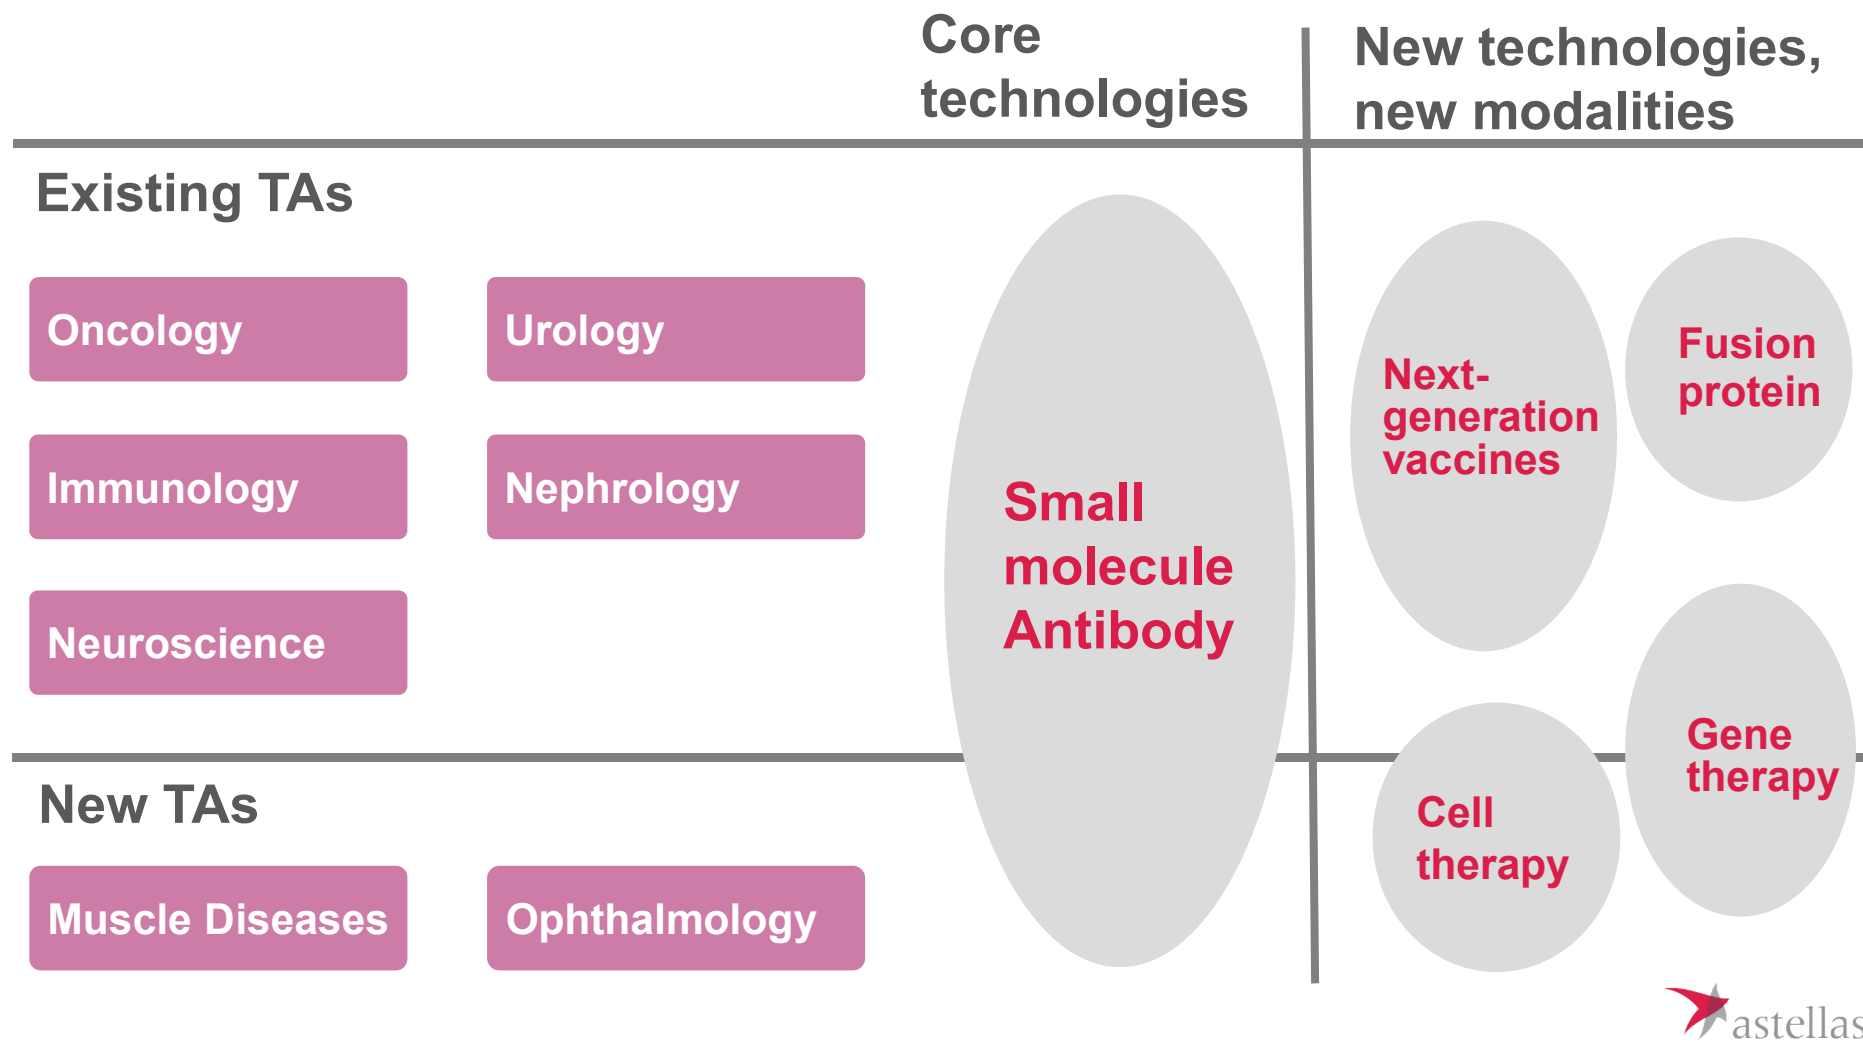 Core
technologies
New technologies,
new modalities
Existing TAs
Oncology
Urology
Immunology
Nephrology
Neuroscience
Small
molecule
Antibody
Next-
generation
vaccines
Fusion
protein
New TAs
Muscle Diseases
Ophthalmology
Cell
therapy
Gene
therapy
astellas